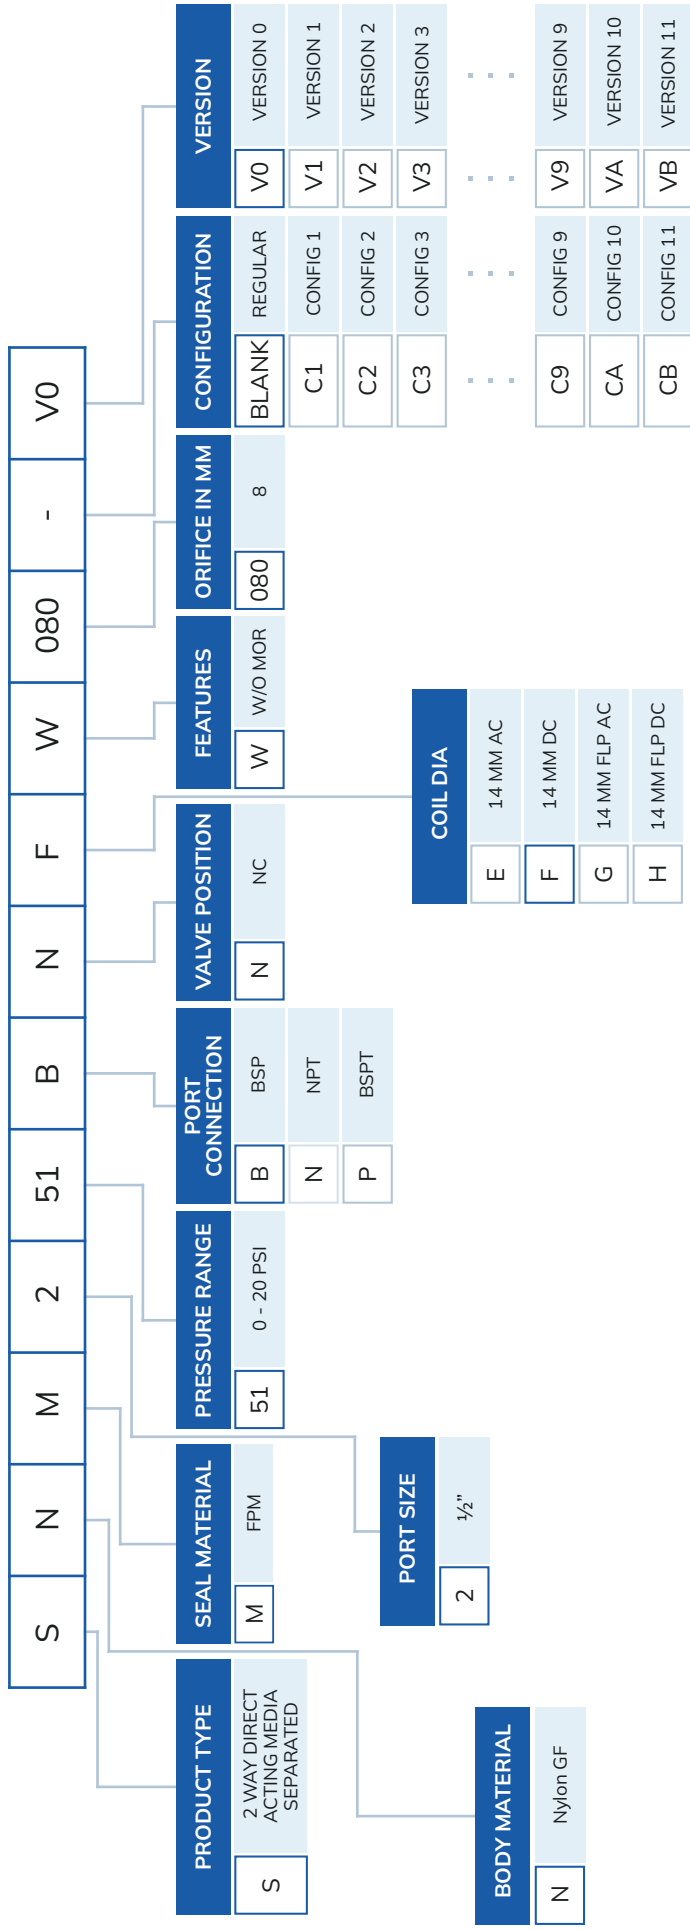 S N M 2 51 B N F W 080 - V0
PRODUCT TYPE
S 2 WAY DIRECT
ACTING MEDIA
SEPARATED
BODY MATERIAL
N Nylon GF
SEAL MATERIAL
M FPM
PORT SIZE
2 ½”
PRESSURE RANGE
51 0 - 20 PSI
PORT
CONNECTION
B BSP
N NPT
P BSPT
VALVE POSITION
N NC
COIL DIA
E 14 MM AC
F 14 MM DC
G 14 MM FLP AC
H 14 MM FLP DC
FEATURES
W W/O MOR
ORIFICE IN MM
080 8
CONFIGURATION
BLANK REGULAR
C1 CONFIG 1
C2 CONFIG 2
C3 CONFIG 3
. . . . . .
C9 CONFIG 9
CA CONFIG 10
CB CONFIG 11
VERSION
V0 VERSION 0
V1 VERSION 1
V2 VERSION 2
V3 VERSION 3
. . . . . .
V9 VERSION 9
VA VERSION 10
VB VERSION 11